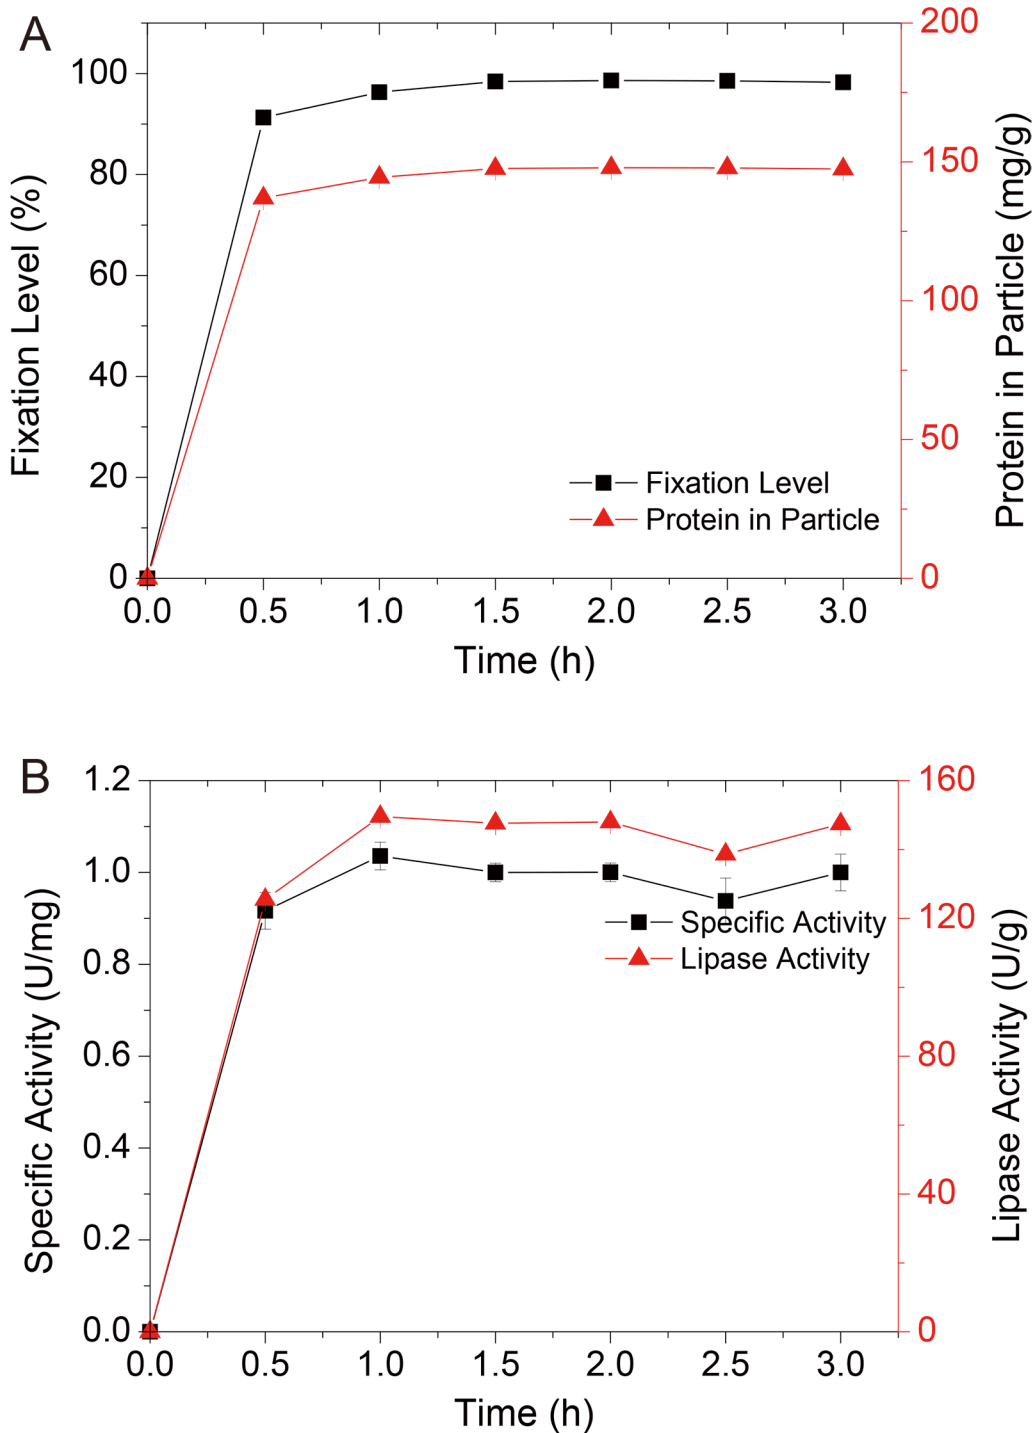 A
200
100
80
60
40
20
0
Fixation Level (%)
200
150
100
50
0
Protein in Particle (mg/g)
Fixation Level
Protein in Particle
0.0 0.5 1.0 1.5 2.0 2.5 3.0
Time (h)
B
1.2
1.0
0.8
0.6
0.4
0.2
0.0
Specific Activity (U/mg)
160
120
80
40
0
Lipase Activity (U/g)
Specific Activity
Lipase Activity
0.0 0.5 1.0 1.5 2.0 2.5 3.0
Time (h)